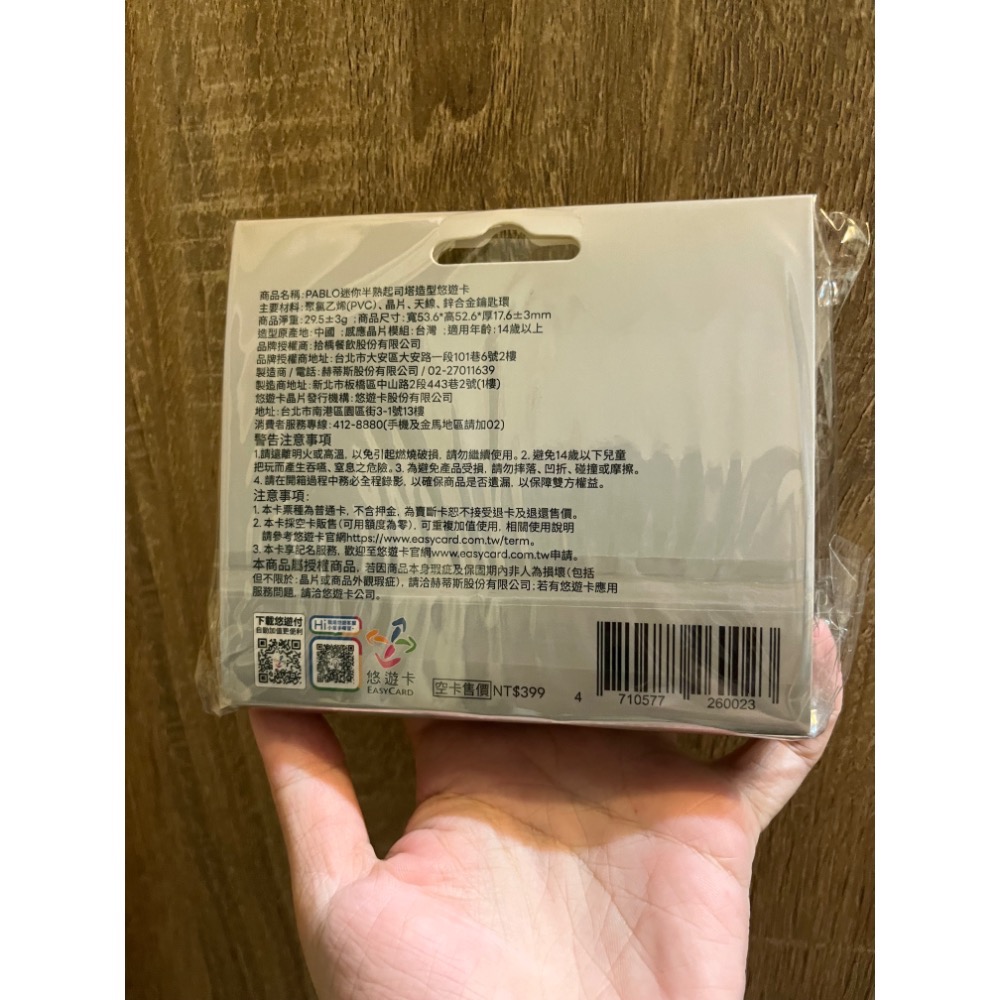 商品名稱:PABLO迷你半熟起司塔造型悠遊卡
主要材料:聚氯乙烯(PVC)、晶片、天線、鋅合金鑰匙環
商品淨重:29.5±3g ;商品尺寸:寬53.6*高52.6*厚17.6±3mm
造型原產地:中國 ;感應晶片模組:台灣 ;適用年齡:14歲以上
品牌授權商:拾楀餐飲股份有限公司
品牌授權商地址:台北市大安區大安路一段101巷6號2樓
製造商/電話:赫蒂斯股份有限公司/02-27011639
製造商地址:新北市板橋區中山路2段443巷2號(1樓)
悠遊卡晶片發行機構:悠遊卡股份有限公司
地址:台北市南港區園區街3-1號13樓
消費者服務專線:412-8880(手機及金馬地區請加02)
警告注意事項
1.請遠離明火或高溫, 以免引起燃燒破損, 請勿繼續使用。2. 避免14歲以下兒童
把玩而產生吞嚥、窒息之危險。3. 為避免產品受損, 請勿摔落、凹折、碰撞或摩擦。
4. 請在開箱過程中務必全程錄影, 以確保商品是否遺漏, 以保障雙方權益。
注意事項:
1. 本卡票種為普通卡, 不含押金, 為賣斷卡恕不接受退卡及退還售價。
2. 本卡採空卡販售(可用額度為零), 可重複加值使用, 相關使用說明
請參考悠遊卡官網https://www.easycard.com.tw/term。
3. 本卡享記名服務, 歡迎至悠遊卡官網www.easycard.com.tw申請。
本商品屬授權商品, 若因商品本身瑕疵及保固期內非人為損壞(包括
但不限於:晶片或商品外觀瑕疵), 請洽赫蒂斯股份有限公司;若有悠遊卡應用
服務問題, 請洽悠遊卡公司。
下載悠遊付
自動加值更便利
Hi
悠遊卡
EASYCARD
空卡售價 NT$399
4 710577 260023